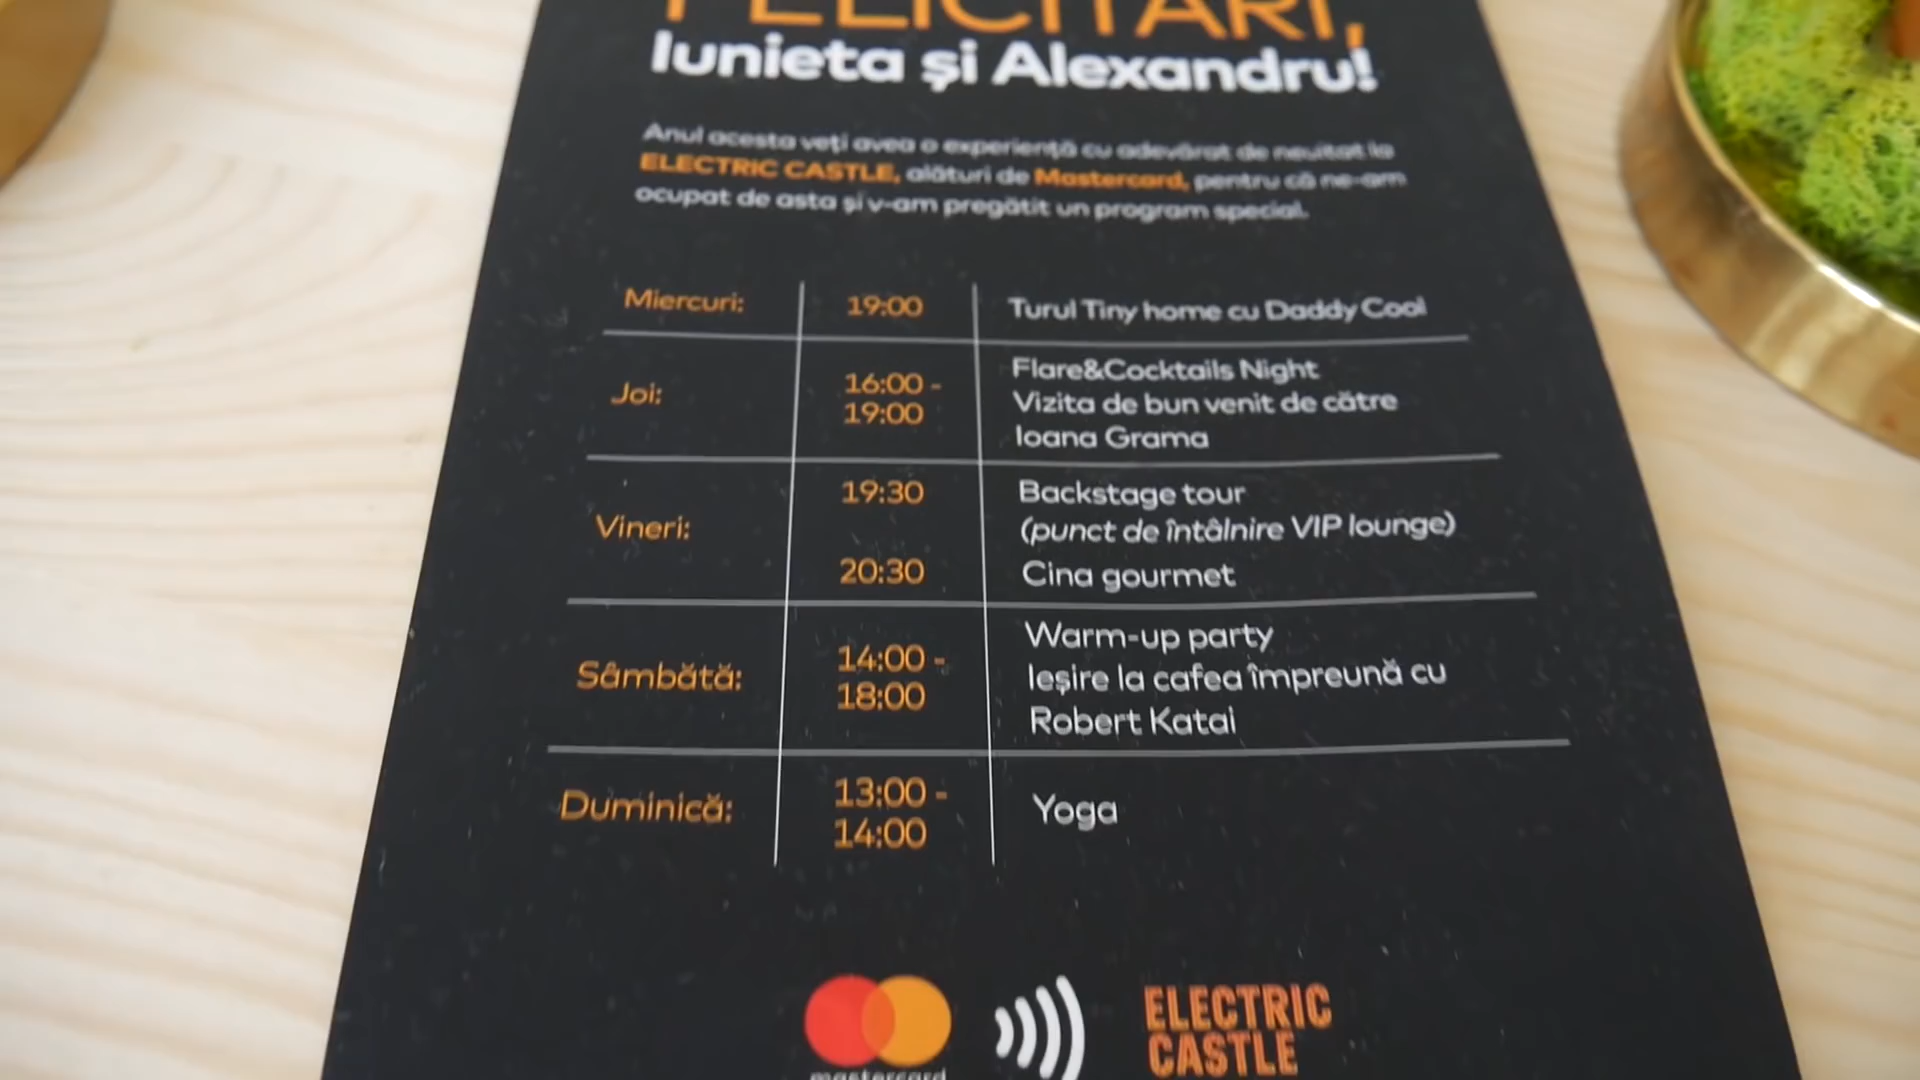 FELICITĂRI,
Iunieta și Alexandru!
Anul acesta veți avea o experiență cu adevărat de neuitat la
ELECTRIC CASTLE, alături de Mastercard, pentru că ne-am
ocupat de asta și v-am pregătit un program special.
Miercuri: 19:00 Turul Tiny home cu Daddy Cool
Joi: 16:00 - 19:00 Flare&Cocktails Night
Vizita de bun venit de către
Ioana Grama
Vineri: 19:30 Backstage tour
(punct de întâlnire VIP lounge)
20:30 Cina gourmet
Sâmbătă: 14:00 - 18:00 Warm-up party
Ieșire la cafea împreună cu
Robert Katai
Duminică: 13:00 - 14:00 Yoga
mastercard
ELECTRIC
CASTLE